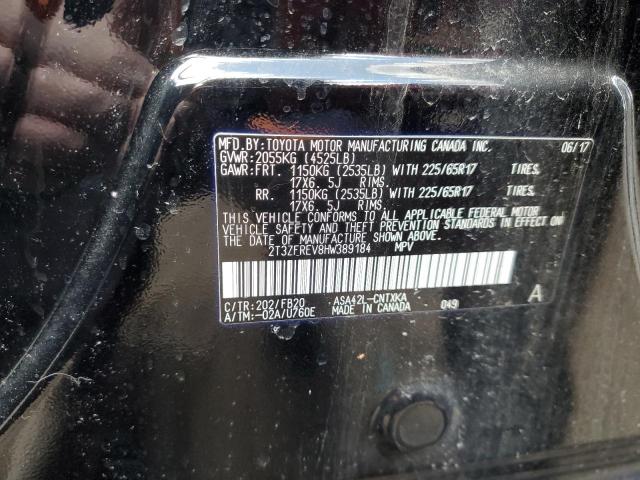 MFD.BY:TOYOTA MOTOR MANUFACTURING CANADA INC. 06/17
GVWR:2055KG (4525LB)
GAWR:FRT. 1150KG (2535LB) WITH 225/65R17 TIRES.
17X6. 5J RIMS.
RR. 1150KG (2535LB) WITH 225/65R17 TIRES.
17X6. 5J RIMS.
THIS VEHICLE CONFORMS TO ALL APPLICABLE FEDERAL MOTOR
VEHICLE SAFETY AND THEFT PREVENTION STANDARDS IN EFFECT ON
THE DATE OF MANUFACTURE SHOWN ABOVE.
2T3ZFREV8HW389184 MPV
C/TR:202/FB20 ASA42L-CNTXKA 049 A
A/TM:-02A/U760E MADE IN CANADA